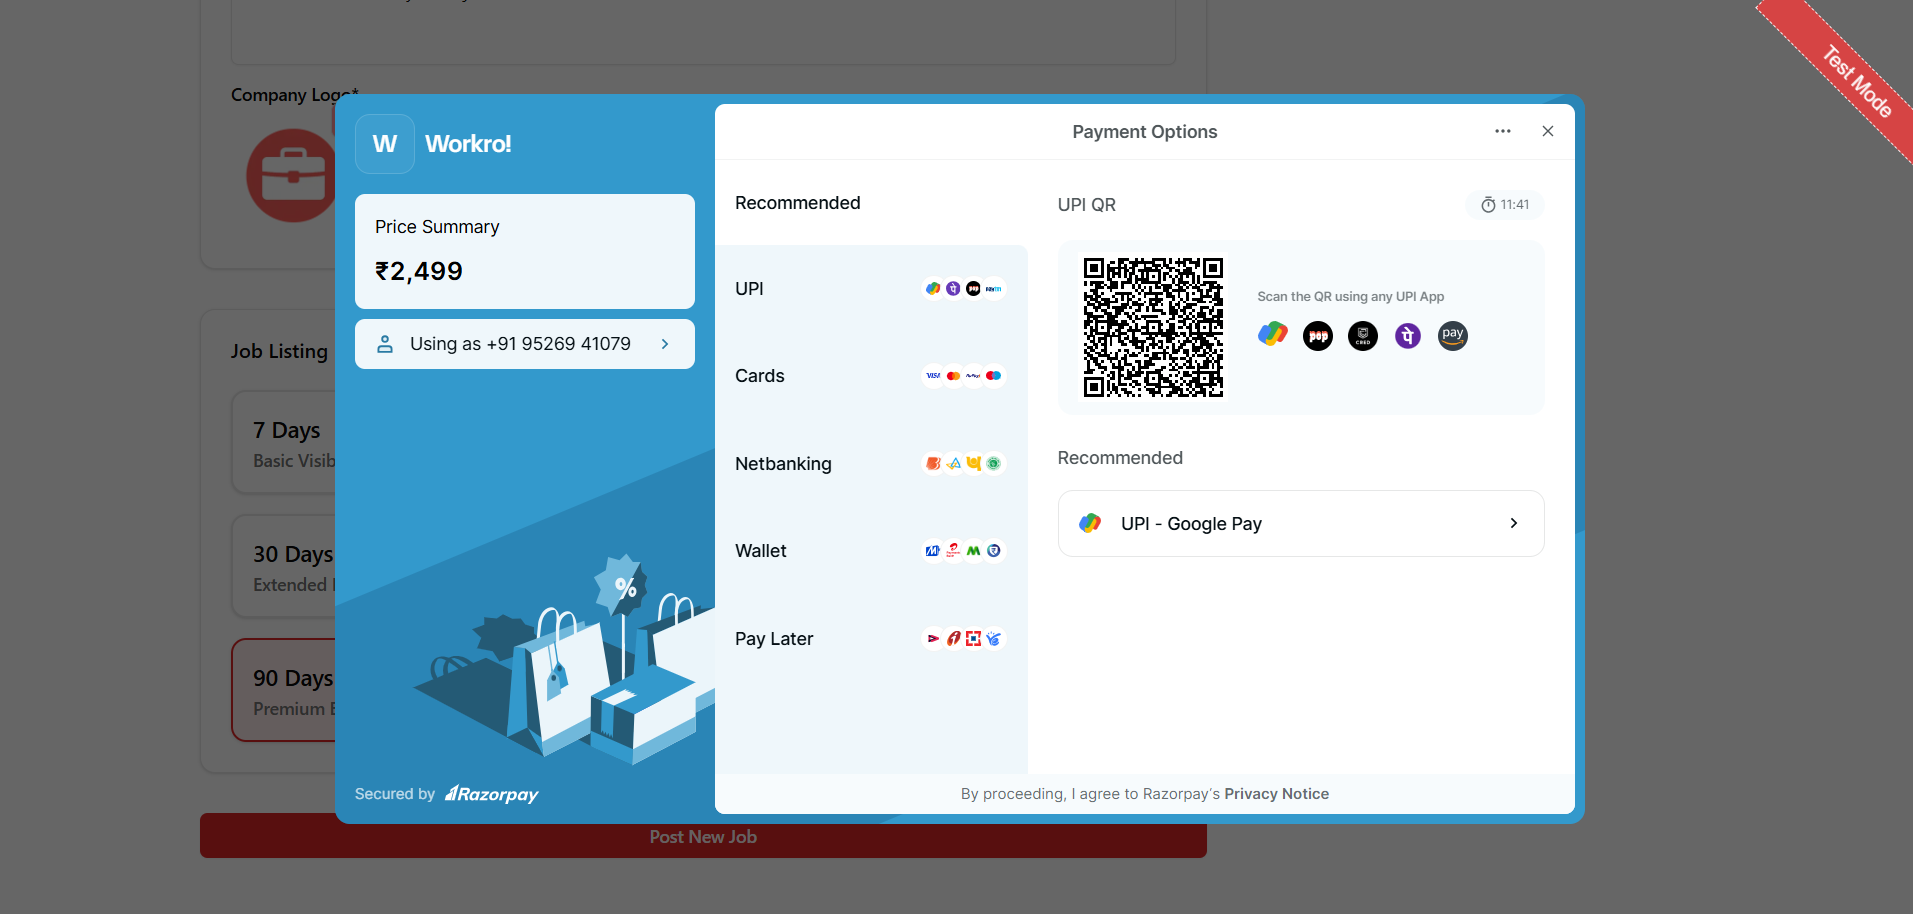 Test Mode
Company Logo*
W
Workro!
Price Summary
₹2,499
Using as +91 95269 41079
Job Listing
7 Days
Basic Visib
30 Days
Extended
90 Days
Premium
Secured by Razorpay
Post New Job
Payment Options
Recommended
UPI
Cards
VISA
Netbanking
Wallet
Pay Later
UPI QR
11:41
Scan the QR using any UPI App
pop
CRED
pay
Recommended
UPI - Google Pay
By proceeding, I agree to Razorpay's Privacy Notice
%